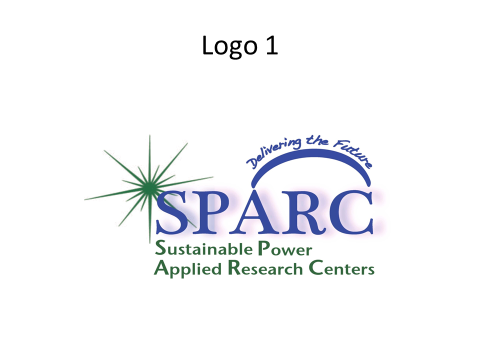 Logo 1
Delivering the Future
SPARC
Sustainable Power
Applied Research Centers